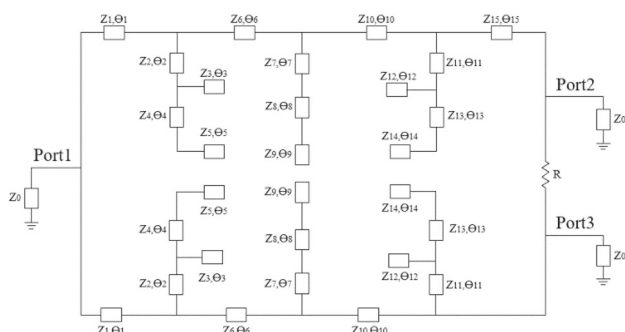 Z1,Θ1 Z6,Θ6 Z10,Θ10 Z15,Θ15
Z2,Θ2 Z7,Θ7 Z11,Θ11
Z3,Θ3 Z12,Θ12
Port2
Z4,Θ4 Z8,Θ8 Z13,Θ13
Z0
Z5,Θ5 Z14,Θ14
Port1 Z9,Θ9
R
Z0 Z5,Θ5 Z9,Θ9 Z14,Θ14
Port3
Z4,Θ4 Z8,Θ8 Z13,Θ13
Z3,Θ3 Z12,Θ12 Z0
Z2,Θ2 Z7,Θ7 Z11,Θ11
Z1,Θ1 Z6,Θ6 Z10,Θ10